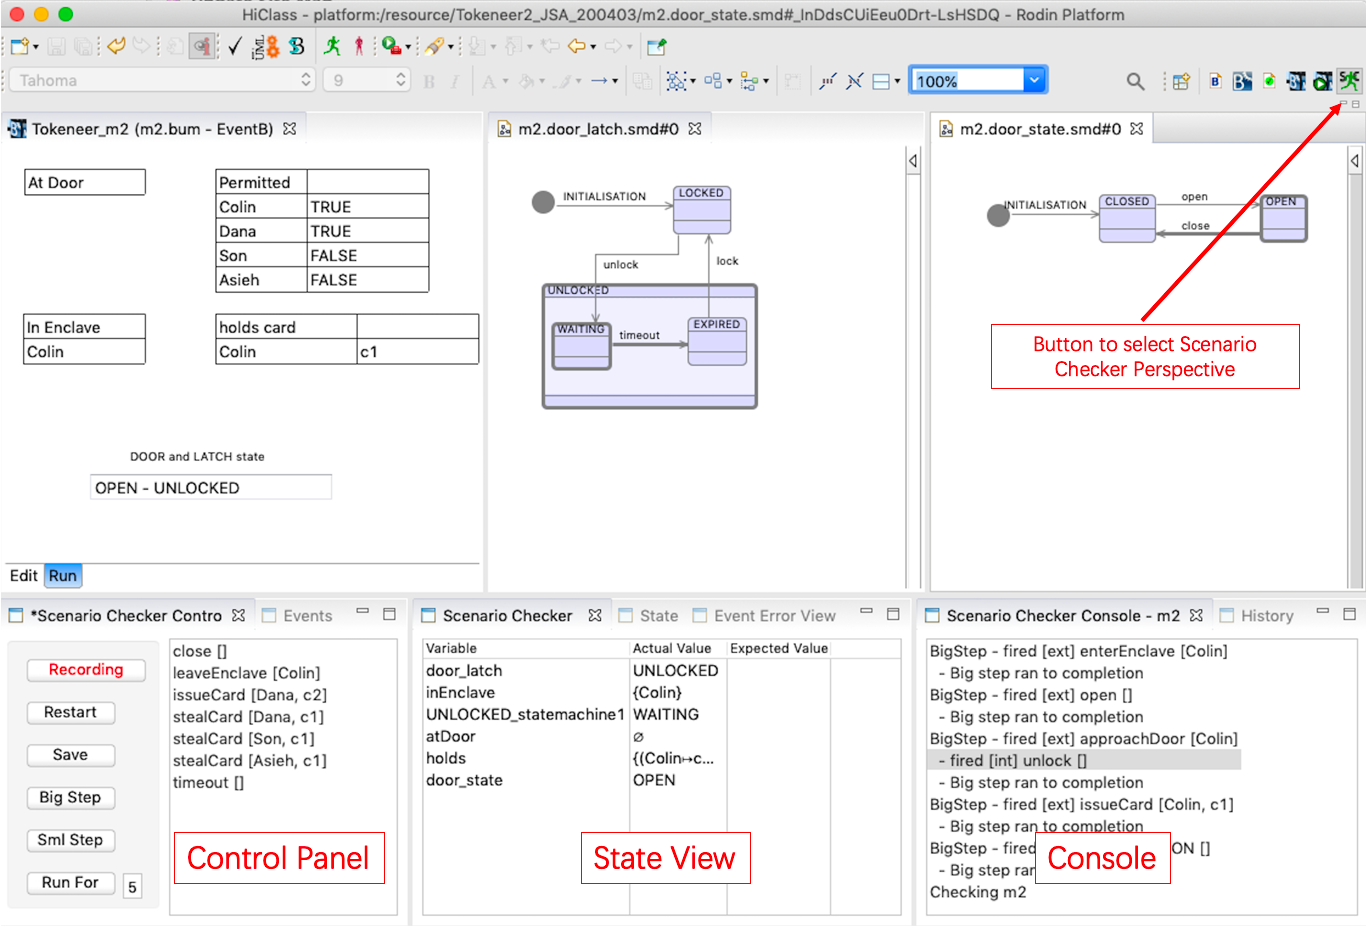 HiClass - platform:/resource/Tokeneer2_JSA_200403/m2.door_state.smd#_lnDdsCUiEeu0Drt-LsHSDQ - Rodin Platform
Tahoma
9
B I
A
100%
Tokeneer_m2 (m2.bum - EventB)
At Door
Permitted
Colin TRUE
Dana TRUE
Son FALSE
Asieh FALSE
In Enclave
Colin
holds card
Colin c1
DOOR and LATCH state
OPEN - UNLOCKED
Edit Run
m2.door_latch.smd#0
INITIALISATION
LOCKED
unlock
lock
UNLOCKED
WAITING
timeout
EXPIRED
m2.door_state.smd#0
INITIALISATION
CLOSED
open
OPEN
close
Button to select Scenario
Checker Perspective
*Scenario Checker Contro
Events
Recording
Restart
Save
Big Step
Sml Step
Run For
5
close []
leaveEnclave [Colin]
issueCard [Dana, c2]
stealCard [Dana, c1]
stealCard [Son, c1]
stealCard [Asieh, c1]
timeout []
Control Panel
Scenario Checker
State
Event Error View
Variable Actual Value Expected Value
door_latch UNLOCKED
inEnclave {Colin}
UNLOCKED_statemachine1 WAITING
atDoor ∅
holds {(Colin↦c...
door_state OPEN
State View
Scenario Checker Console - m2
History
BigStep - fired [ext] enterEnclave [Colin]
- Big step ran to completion
BigStep - fired [ext] open []
- Big step ran to completion
BigStep - fired [ext] approachDoor [Colin]
- fired [int] unlock []
- Big step ran to completion
BigStep - fired [ext] issueCard [Colin, c1]
- Big step ran to completion
BigStep - fired ON []
- Big step
Checking m2
Console